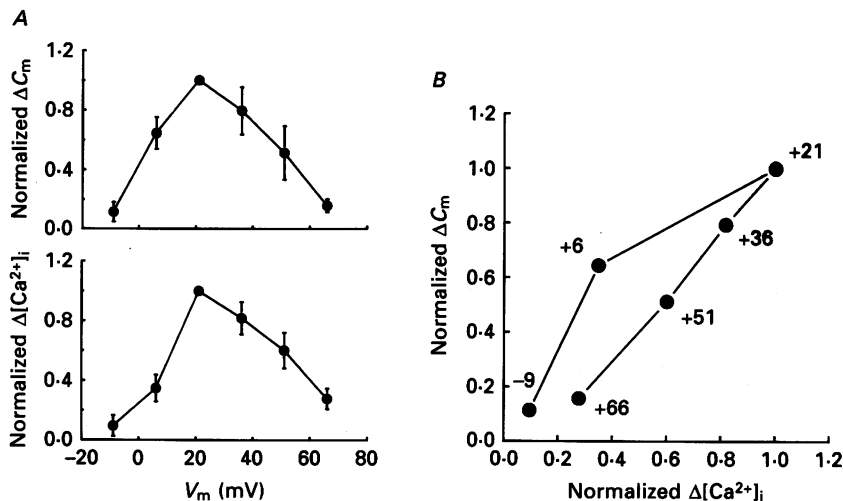 A
1·2
0·8
0·4
0·0
Normalized ΔCm
1·2
0·8
0·4
0·0
Normalized Δ[Ca²⁺]i
−20 0 20 40 60 80
Vm (mV)
B
1·2
1·0
0·8
0·6
0·4
0·2
0·0
Normalized ΔCm
+21
+6
+36
+51
−9
+66
0·0 0·2 0·4 0·6 0·8 1·0 1·2
Normalized Δ[Ca²⁺]i